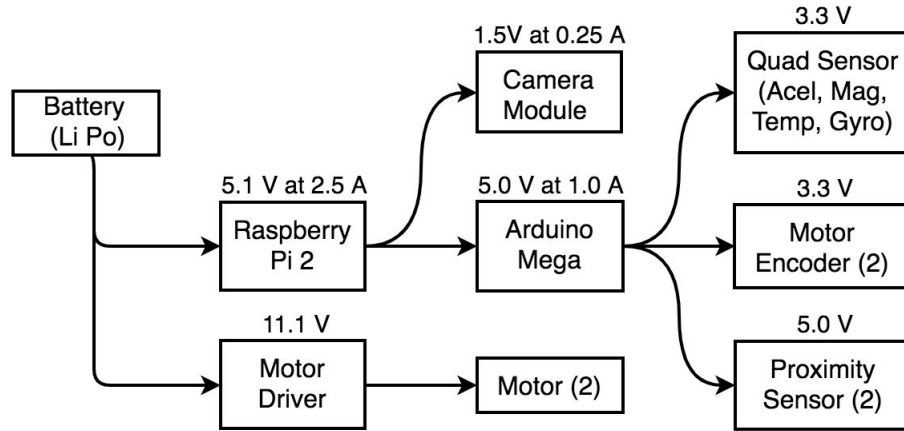 Battery
(Li Po)
5.1 V at 2.5 A
Raspberry
Pi 2
11.1 V
Motor
Driver
1.5V at 0.25 A
Camera
Module
5.0 V at 1.0 A
Arduino
Mega
Motor (2)
3.3 V
Quad Sensor
(Acel, Mag,
Temp, Gyro)
3.3 V
Motor
Encoder (2)
5.0 V
Proximity
Sensor (2)